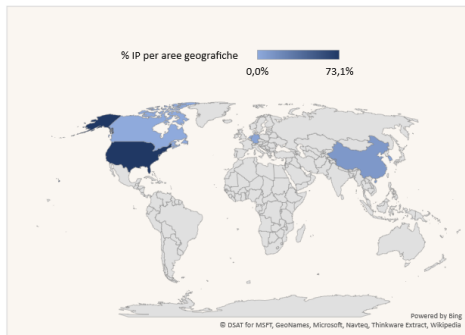 % IP per aree geografiche
0,0% 73,1%
Powered by Bing
© DSAT for MSFT, GeoNames, Microsoft, Navteq, Thinkware Extract, Wikipedia